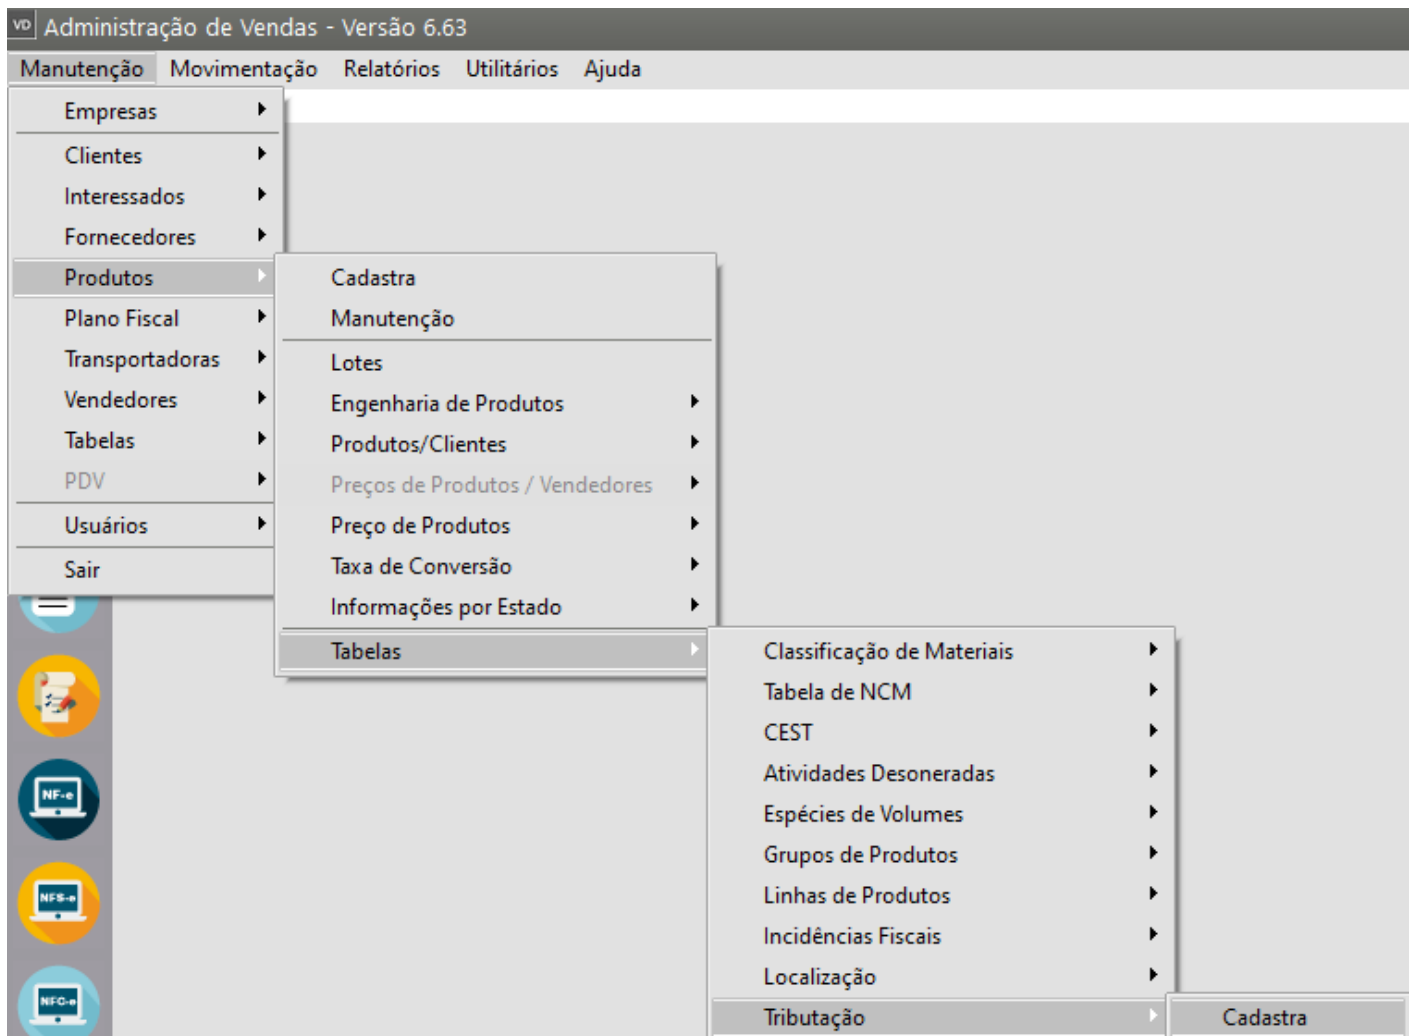 VD Administração de Vendas - Versão 6.63
Manutenção Movimentação Relatórios Utilitários Ajuda
Empresas
Clientes
Interessados
Fornecedores
Produtos
Plano Fiscal
Transportadoras
Vendedores
Tabelas
PDV
Usuários
Sair
Cadastra
Manutenção
Lotes
Engenharia de Produtos
Produtos/Clientes
Preços de Produtos / Vendedores
Preço de Produtos
Taxa de Conversão
Informações por Estado
Tabelas
Classificação de Materiais
Tabela de NCM
CEST
Atividades Desoneradas
Espécies de Volumes
Grupos de Produtos
Linhas de Produtos
Incidências Fiscais
Localização
Tributação
Cadastra
NF-e
NFS-e
NFC-e